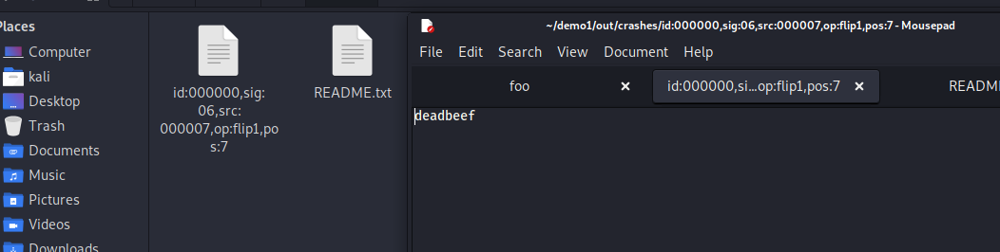 Places
Computer
kali
Desktop
Trash
Documents
Music
Pictures
Videos
Downloads
id:000000,sig:
06,src:
000007,op:flip1,po
s:7
README.txt
~/demo1/out/crashes/id:000000,sig:06,src:000007,op:flip1,pos:7 - Mousepad
File Edit Search View Document Help
foo × id:000000,si...op:flip1,pos:7 × README
deadbeef